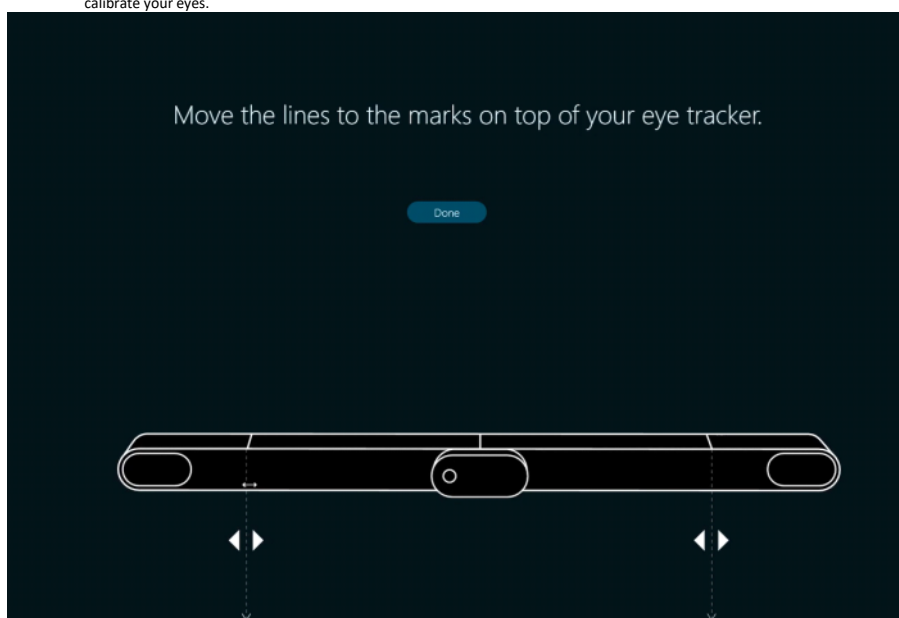 calibrate your eyes.
Move the lines to the marks on top of your eye tracker.
Done